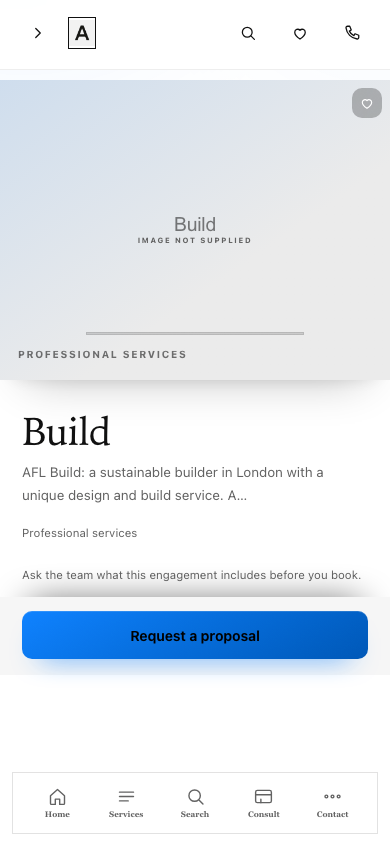 A
Build
IMAGE NOT SUPPLIED
PROFESSIONAL SERVICES
Build
AFL Build: a sustainable builder in London with a
unique design and build service. A...
Professional services
Ask the team what this engagement includes before you book.
Request a proposal
Home
Services
Search
Consult
Contact